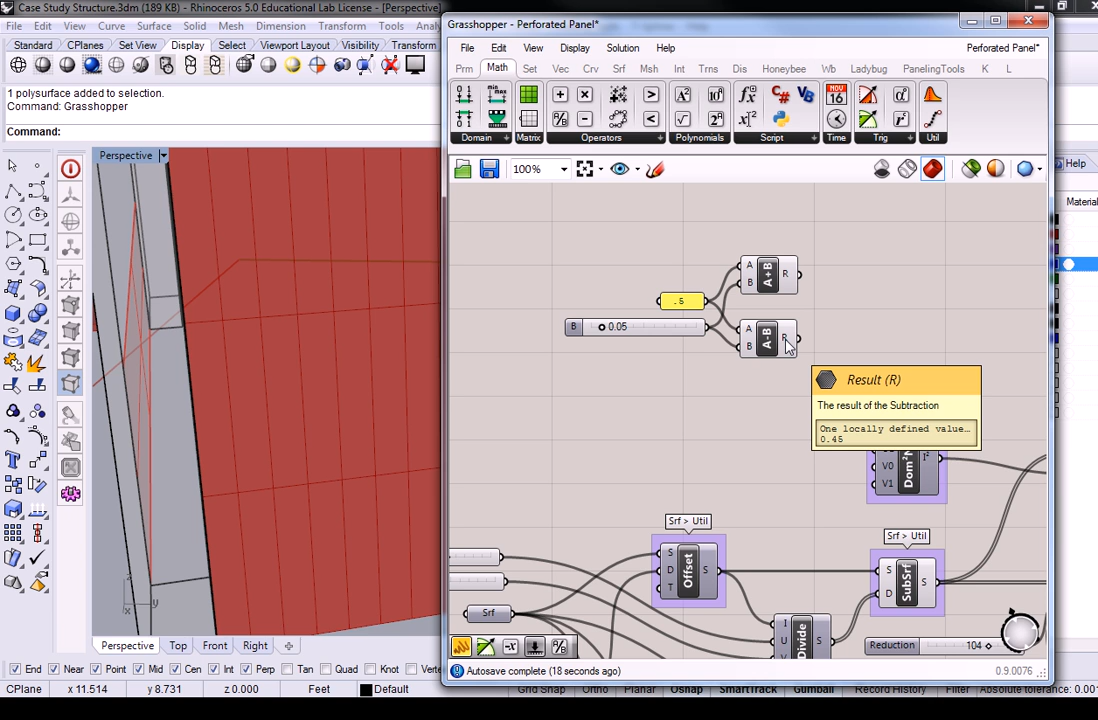 Case Study Structure.3dm (189 KB) - Rhinoceros 5.0 Educational Lab License - [Perspective]
File Edit View Curve Surface Solid Mesh Dimension Transform Tools Analy
Standard CPlanes Set View Display Select Viewport Layout Visibility Transform
1 polysurface added to selection.
Command: Grasshopper
Command:
Perspective
Grasshopper - Perforated Panel*
File Edit View Display Solution Help Perforated Panel*
Prm Math Set Vec Crv Srf Msh Int Trns Dis Honeybee Wb Ladybug PanelingTools K L
Domain Matrix Operators Polynomials Script Time Trig Util
100%
Help
Material
A
B
A+B
R
.5
B 0.05
A
B
A-B
R
Result (R)
The result of the Subtraction
One locally defined value...
0.45
V0
V1
I²
Srf > Util
S
D
T
Offset
S
Srf > Util
S
D
SubSrf
S
Srf
I
U
Divide
S
Reduction 104
Autosave complete (18 seconds ago)
0.9.0076
z
x
y
Perspective Top Front Right
End Near Point Mid Cen Int Perp Tan Quad Knot Verte
CPlane x 11.514 y 8.731 z 0.000 Feet Default Grid Snap Ortho Planar Osnap SmartTrack Gumball Record History Filter Absolute tolerance: 0.001